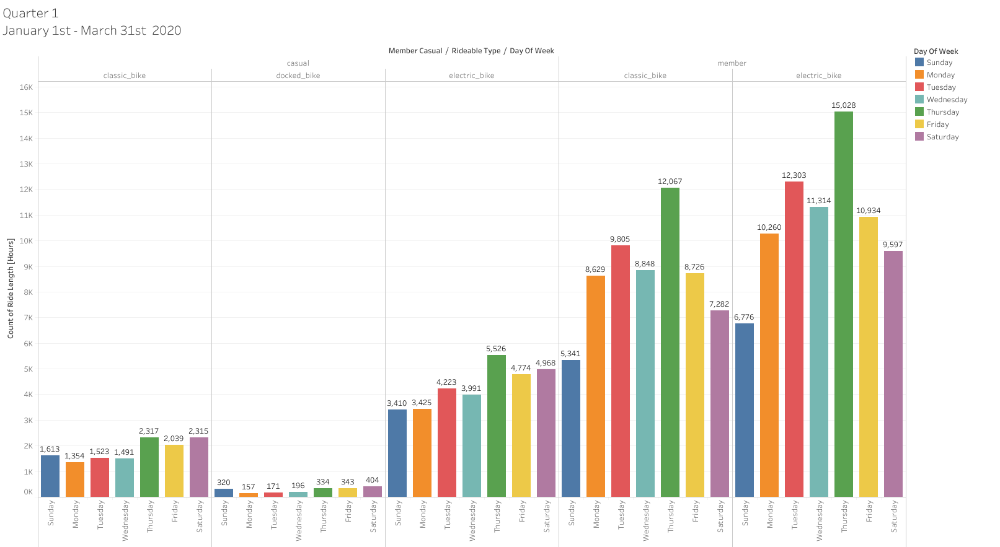 Quarter 1
January 1st - March 31st 2020
Member Casual / Rideable Type / Day Of Week
casual
member
classic_bike
docked_bike
electric_bike
classic_bike
electric_bike
Day Of Week
Sunday
Monday
Tuesday
Wednesday
Thursday
Friday
Saturday
Count of Ride Length [Hours]
16K
15K
14K
13K
12K
11K
10K
9K
8K
7K
6K
5K
4K
3K
2K
1K
0K
1,613
1,354
1,523
1,491
2,317
2,039
2,315
320
157
171
196
334
343
404
3,410
3,425
4,223
3,991
5,526
4,774
4,968
5,341
8,629
9,805
8,848
12,067
8,726
7,282
6,776
10,260
12,303
11,314
15,028
10,934
9,597
Sunday
Monday
Tuesday
Wednesday
Thursday
Friday
Saturday
Sunday
Monday
Tuesday
Wednesday
Thursday
Friday
Saturday
Sunday
Monday
Tuesday
Wednesday
Thursday
Friday
Saturday
Sunday
Monday
Tuesday
Wednesday
Thursday
Friday
Saturday
Sunday
Monday
Tuesday
Wednesday
Thursday
Friday
Saturday